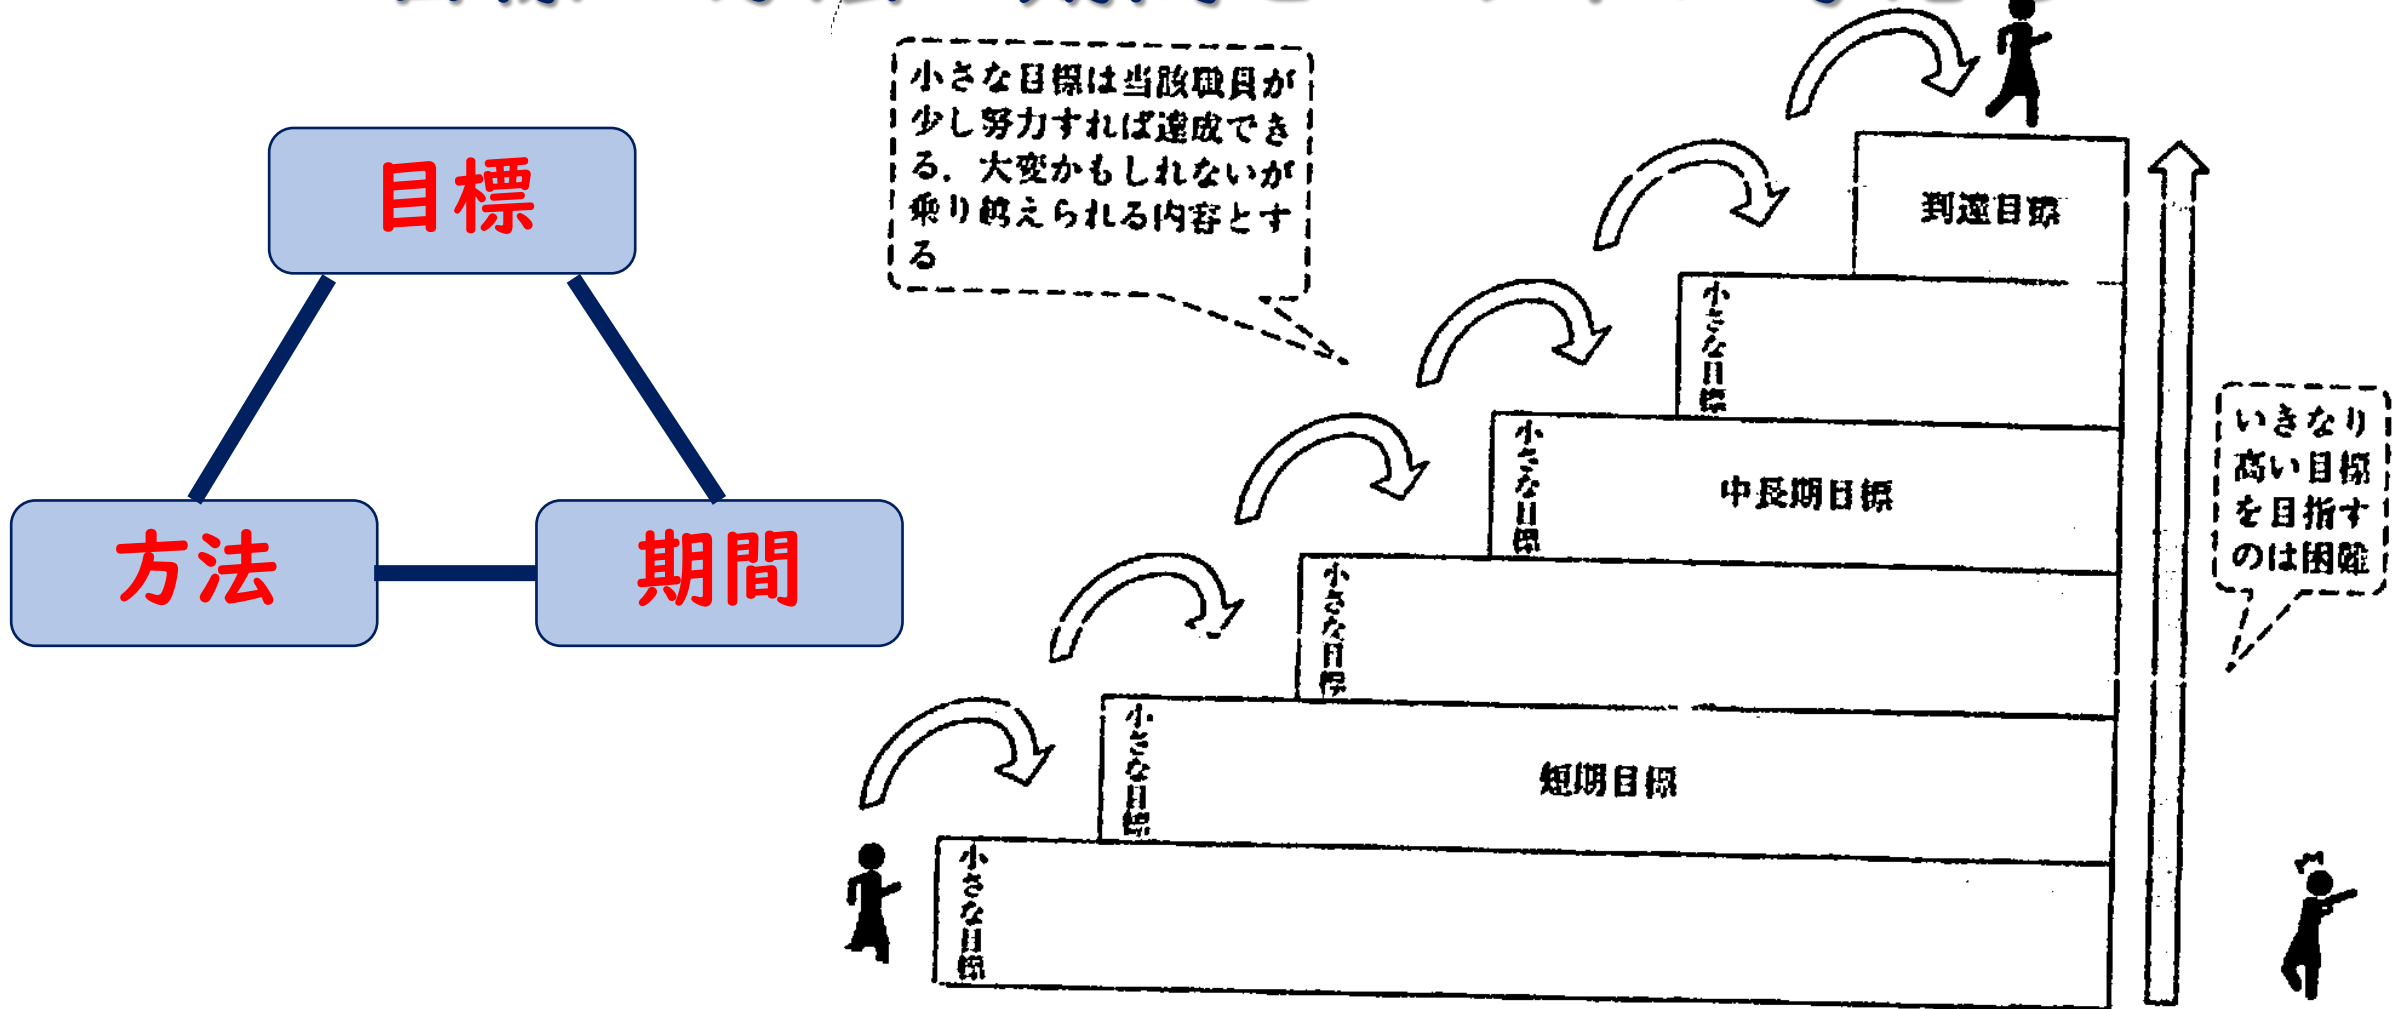 目標
方法
期間
小さな目標は当該職員が
少し努力すれば達成でき
る．大変かもしれないが
乗り越えられる内容とす
る
到達目標
小さな目標
小さな目標
中長期目標
小さな目標
小さな目標
短期目標
小さな目標
いきなり
高い目標
を目指す
のは困難